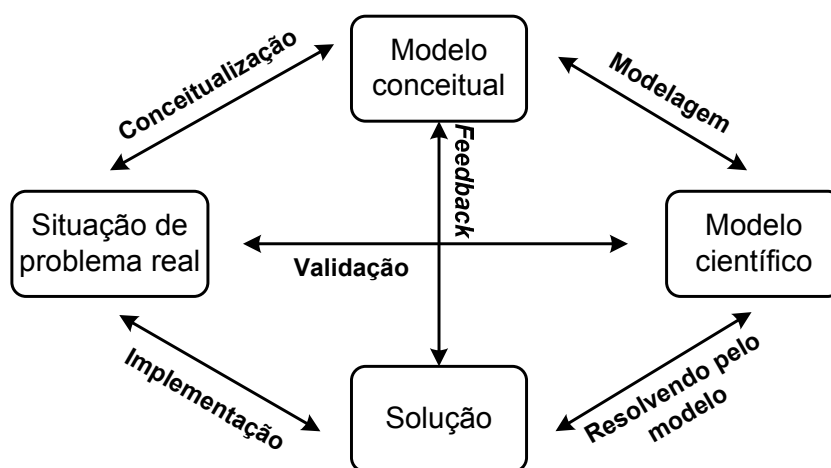 Conceitualização
Modelo
conceitual
Modelagem
Feedback
Situação de
problema real
Validação
Modelo
científico
Implementação
Solução
Resolvendo pelo
modelo